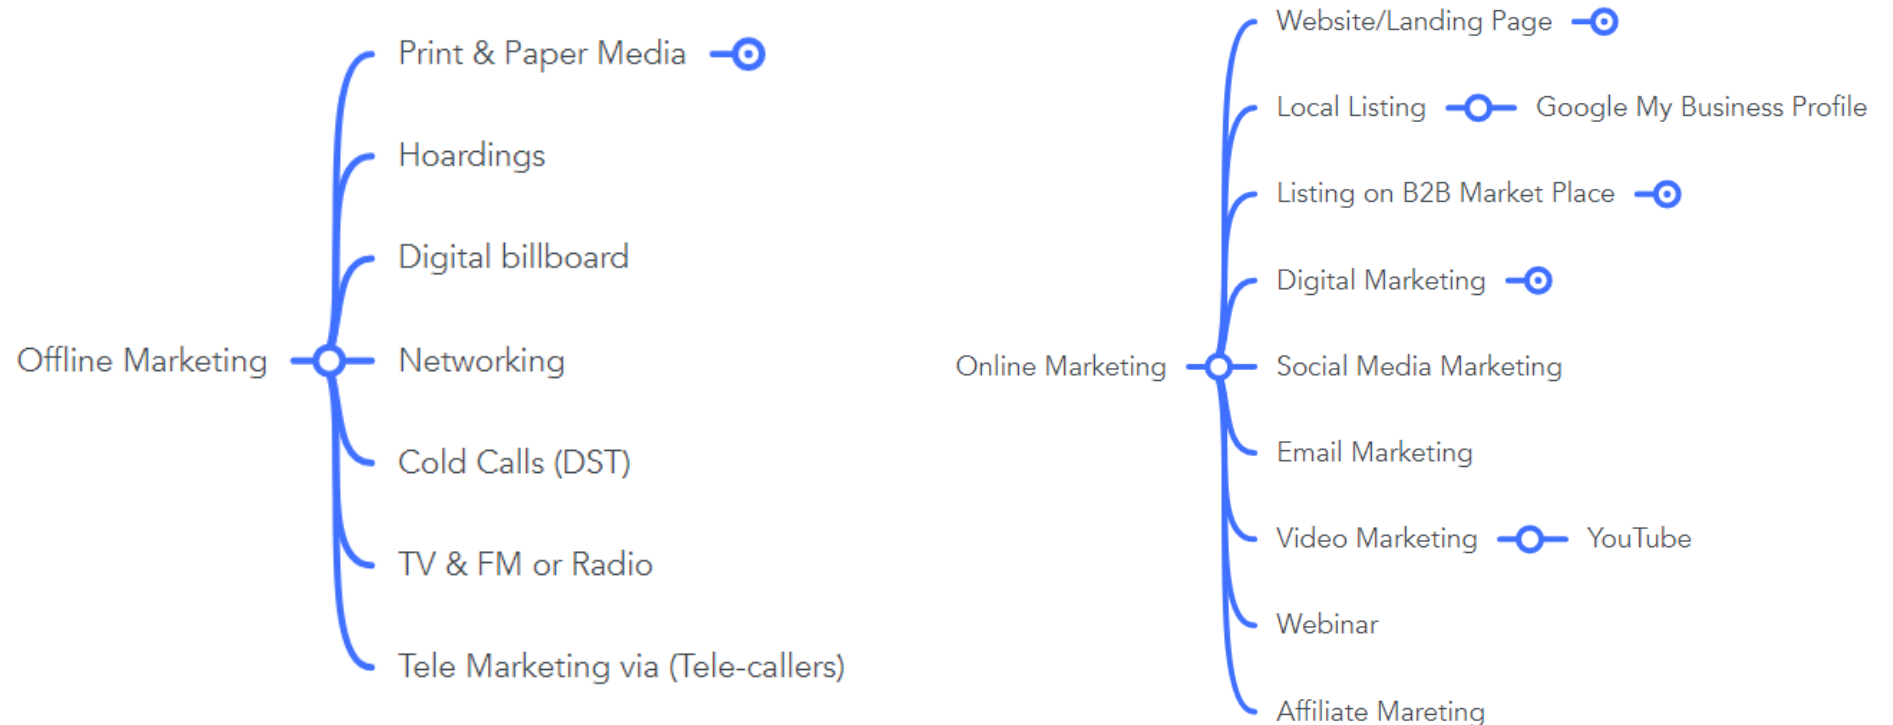 Offline Marketing
Print & Paper Media
Hoardings
Digital billboard
Networking
Cold Calls (DST)
TV & FM or Radio
Tele Marketing via (Tele-callers)
Online Marketing
Website/Landing Page
Local Listing
Google My Business Profile
Listing on B2B Market Place
Digital Marketing
Social Media Marketing
Email Marketing
Video Marketing
YouTube
Webinar
Affiliate Mareting